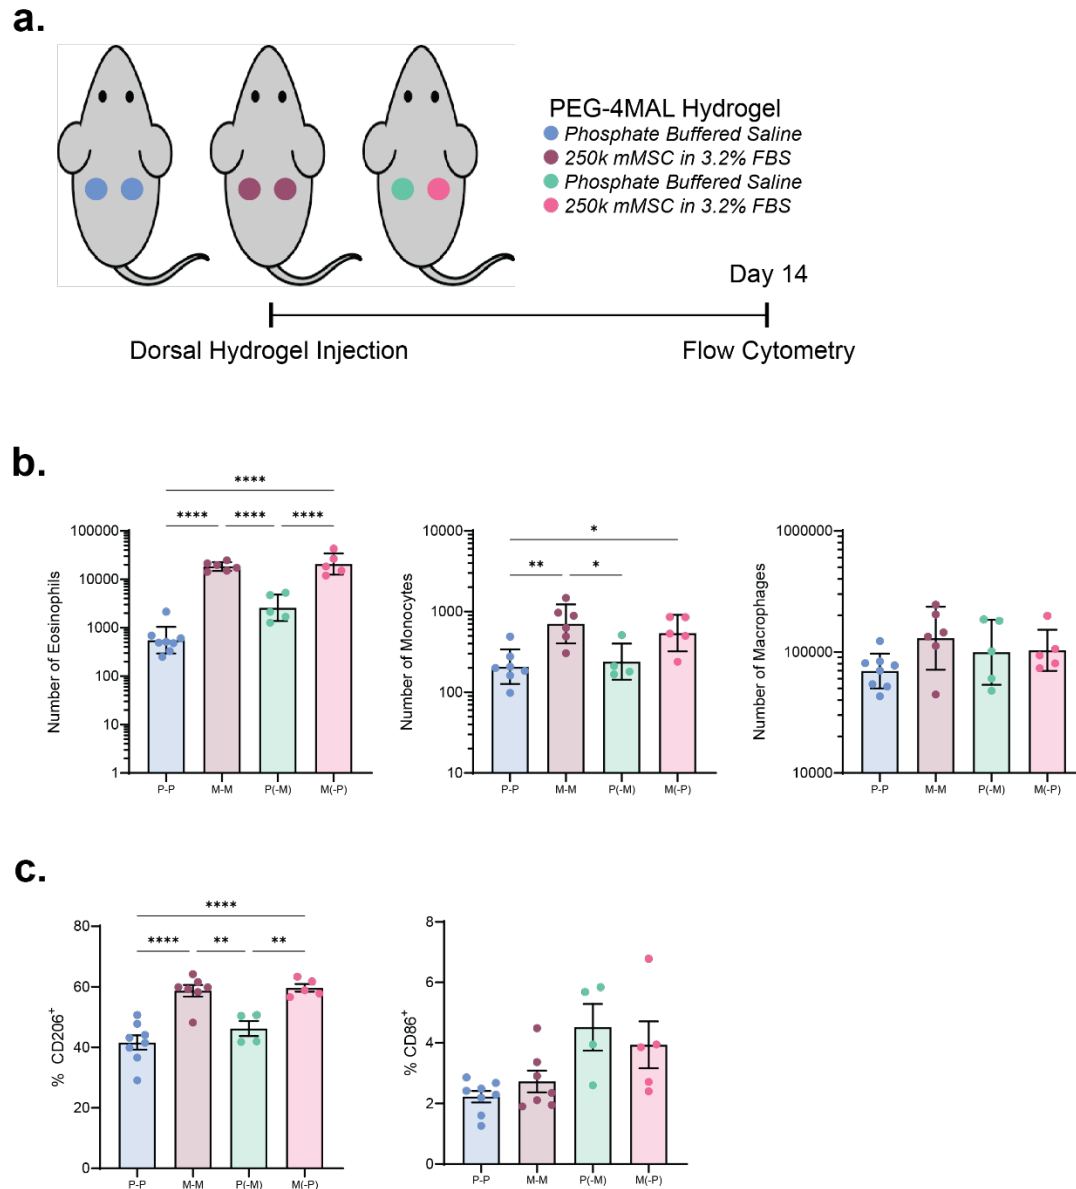 a.
PEG-4MAL Hydrogel
Phosphate Buffered Saline
250k mMSC in 3.2% FBS
Phosphate Buffered Saline
250k mMSC in 3.2% FBS
Day 14
Dorsal Hydrogel Injection
Flow Cytometry
b.
Number of Eosinophils
100000
10000
1000
100
10
1
****
**** **** ****
P-P M-M P(-M) M(-P)
Number of Monocytes
10000
1000
100
10
*
** *
P-P M-M P(-M) M(-P)
Number of Macrophages
1000000
100000
10000
P-P M-M P(-M) M(-P)
c.
% CD206+
80
60
40
20
0
****
**** ** **
P-P M-M P(-M) M(-P)
% CD86+
8
6
4
2
0
P-P M-M P(-M) M(-P)